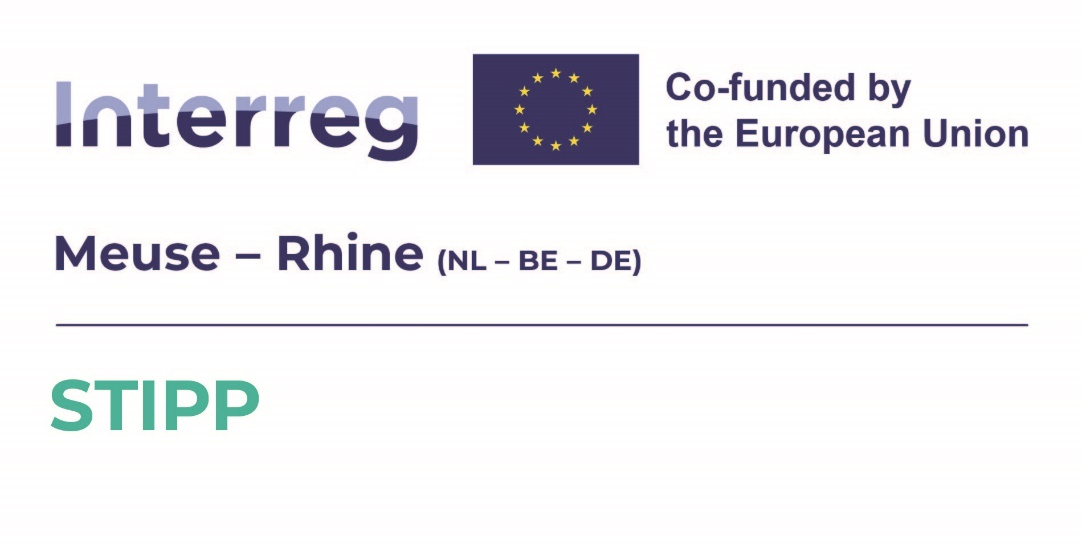 Interreg
Co-funded by
the European Union
Meuse – Rhine (NL – BE – DE)
STIPP